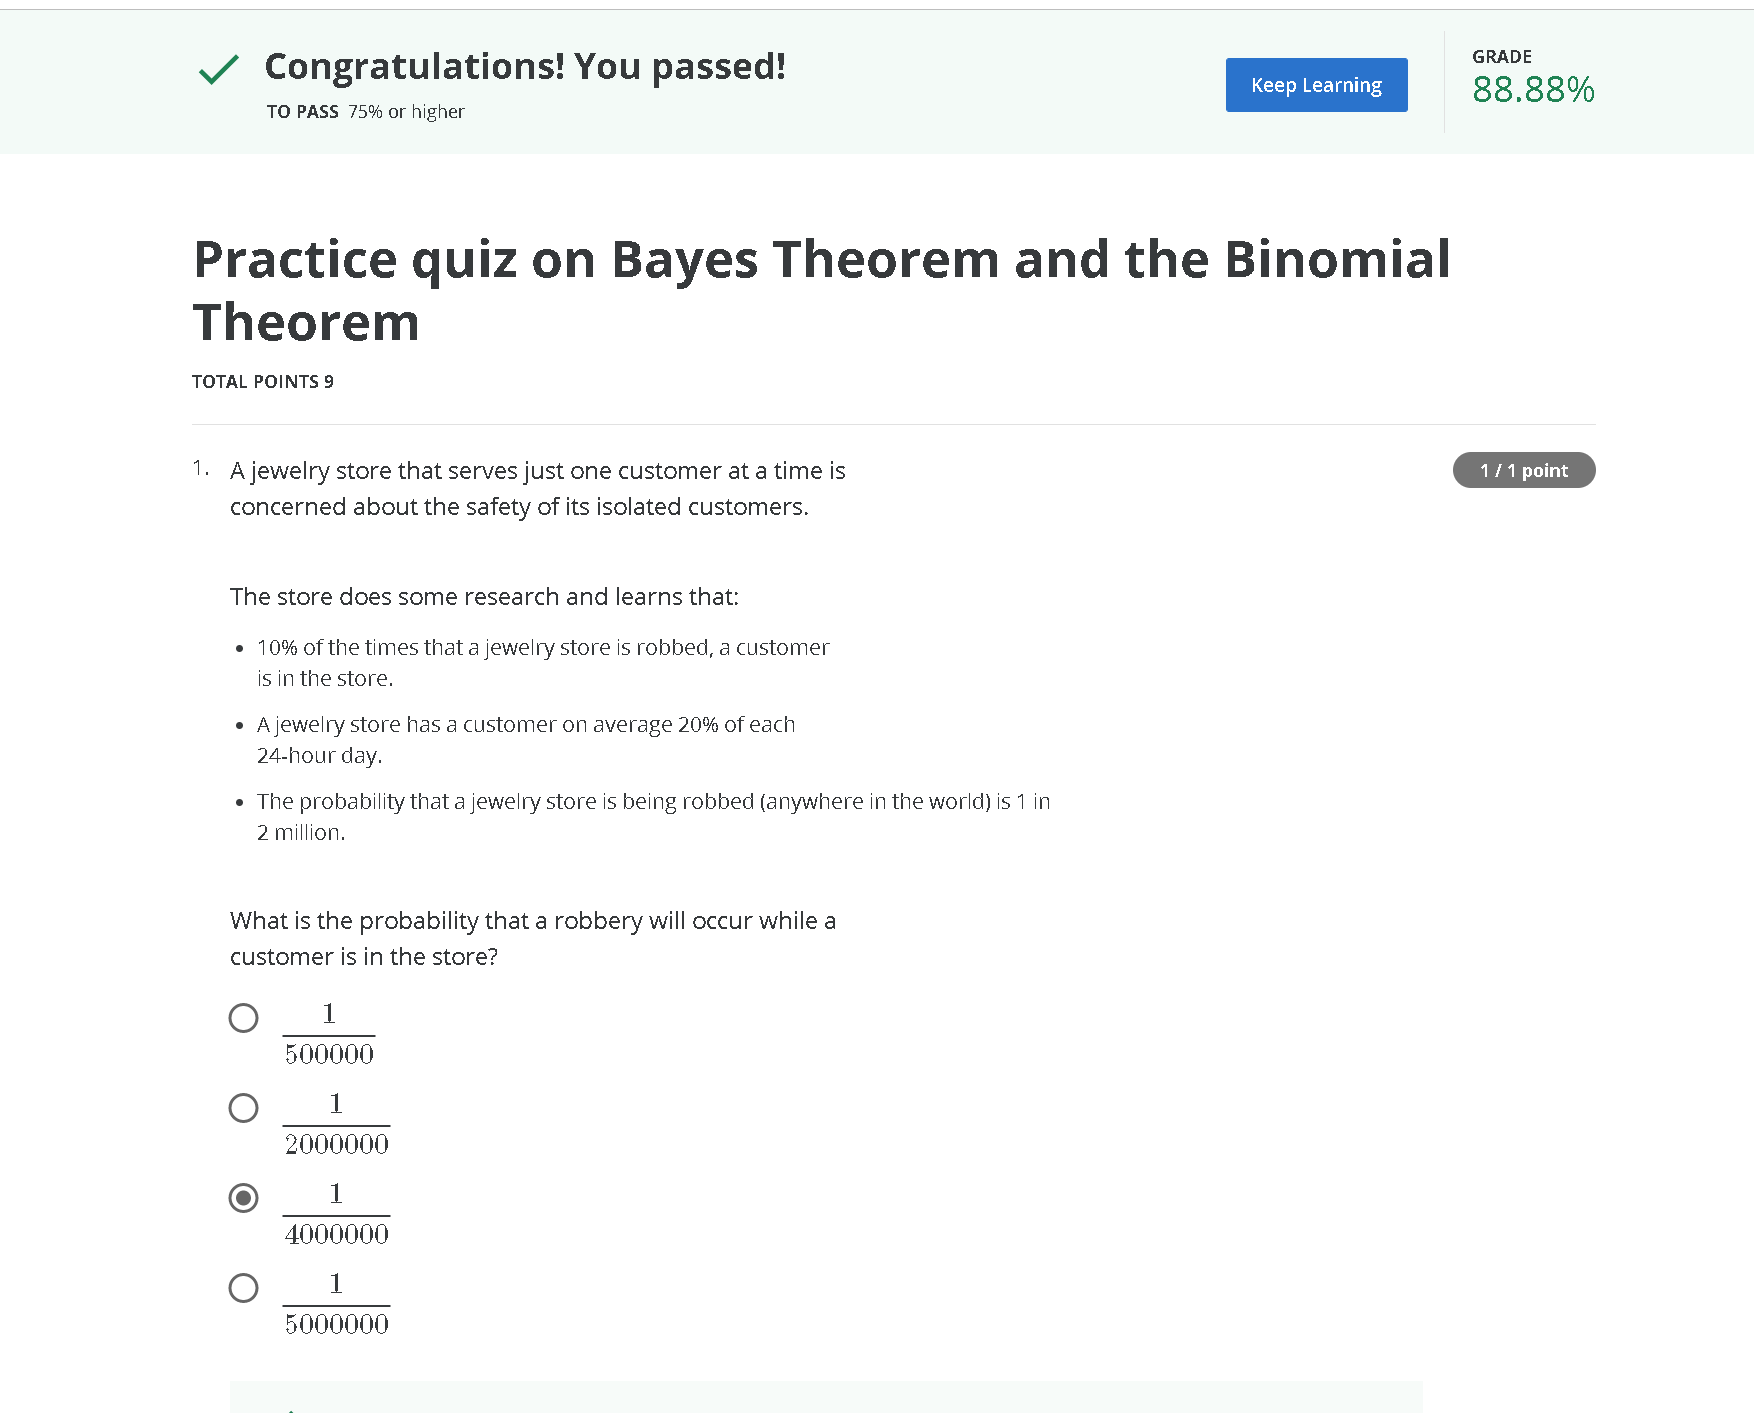 Congratulations! You passed!
TO PASS 75% or higher
Keep Learning
GRADE
88.88%
Practice quiz on Bayes Theorem and the Binomial
Theorem
TOTAL POINTS 9
1. A jewelry store that serves just one customer at a time is
concerned about the safety of its isolated customers.
1 / 1 point
The store does some research and learns that:
• 10% of the times that a jewelry store is robbed, a customer
is in the store.
• A jewelry store has a customer on average 20% of each
24-hour day.
• The probability that a jewelry store is being robbed (anywhere in the world) is 1 in
2 million.
What is the probability that a robbery will occur while a
customer is in the store?
1
500000
1
2000000
1
4000000
1
5000000